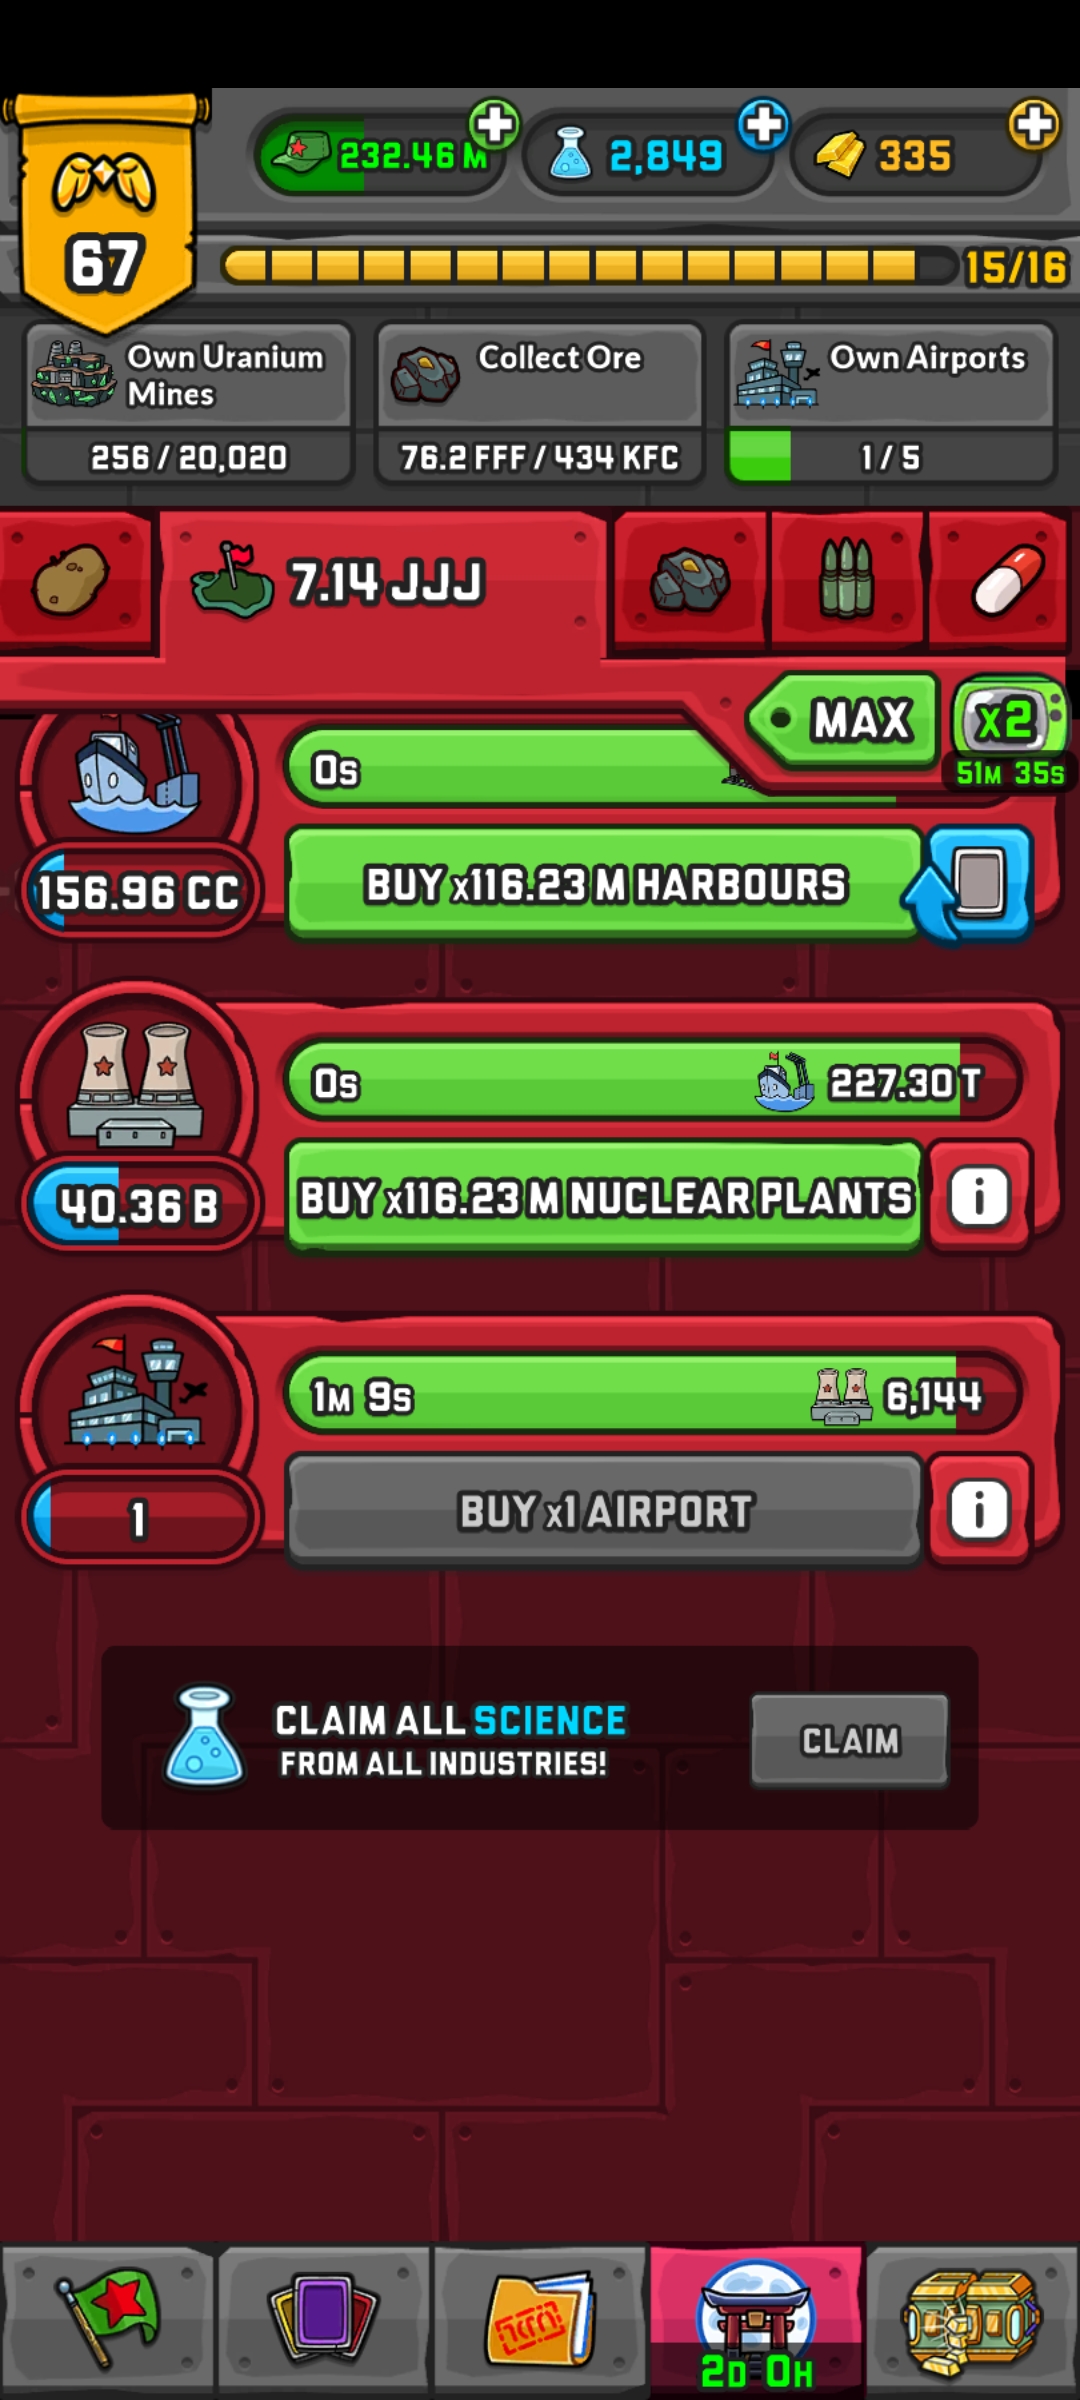 232.46 M
2,849
335
67
15/16
Own Uranium
Mines
256 / 20,020
Collect Ore
76.2 FFF / 434 KFC
Own Airports
1 / 5
7.14 JJJ
MAX
x2
51M 35S
0s
156.96 CC
BUY x116.23 M HARBOURS
0s
227.30 T
40.36 B
BUY x116.23 M NUCLEAR PLANTS
i
1M 9S
6,144
1
BUY x1 AIRPORT
i
CLAIM ALL SCIENCE
FROM ALL INDUSTRIES!
CLAIM
2D 0H